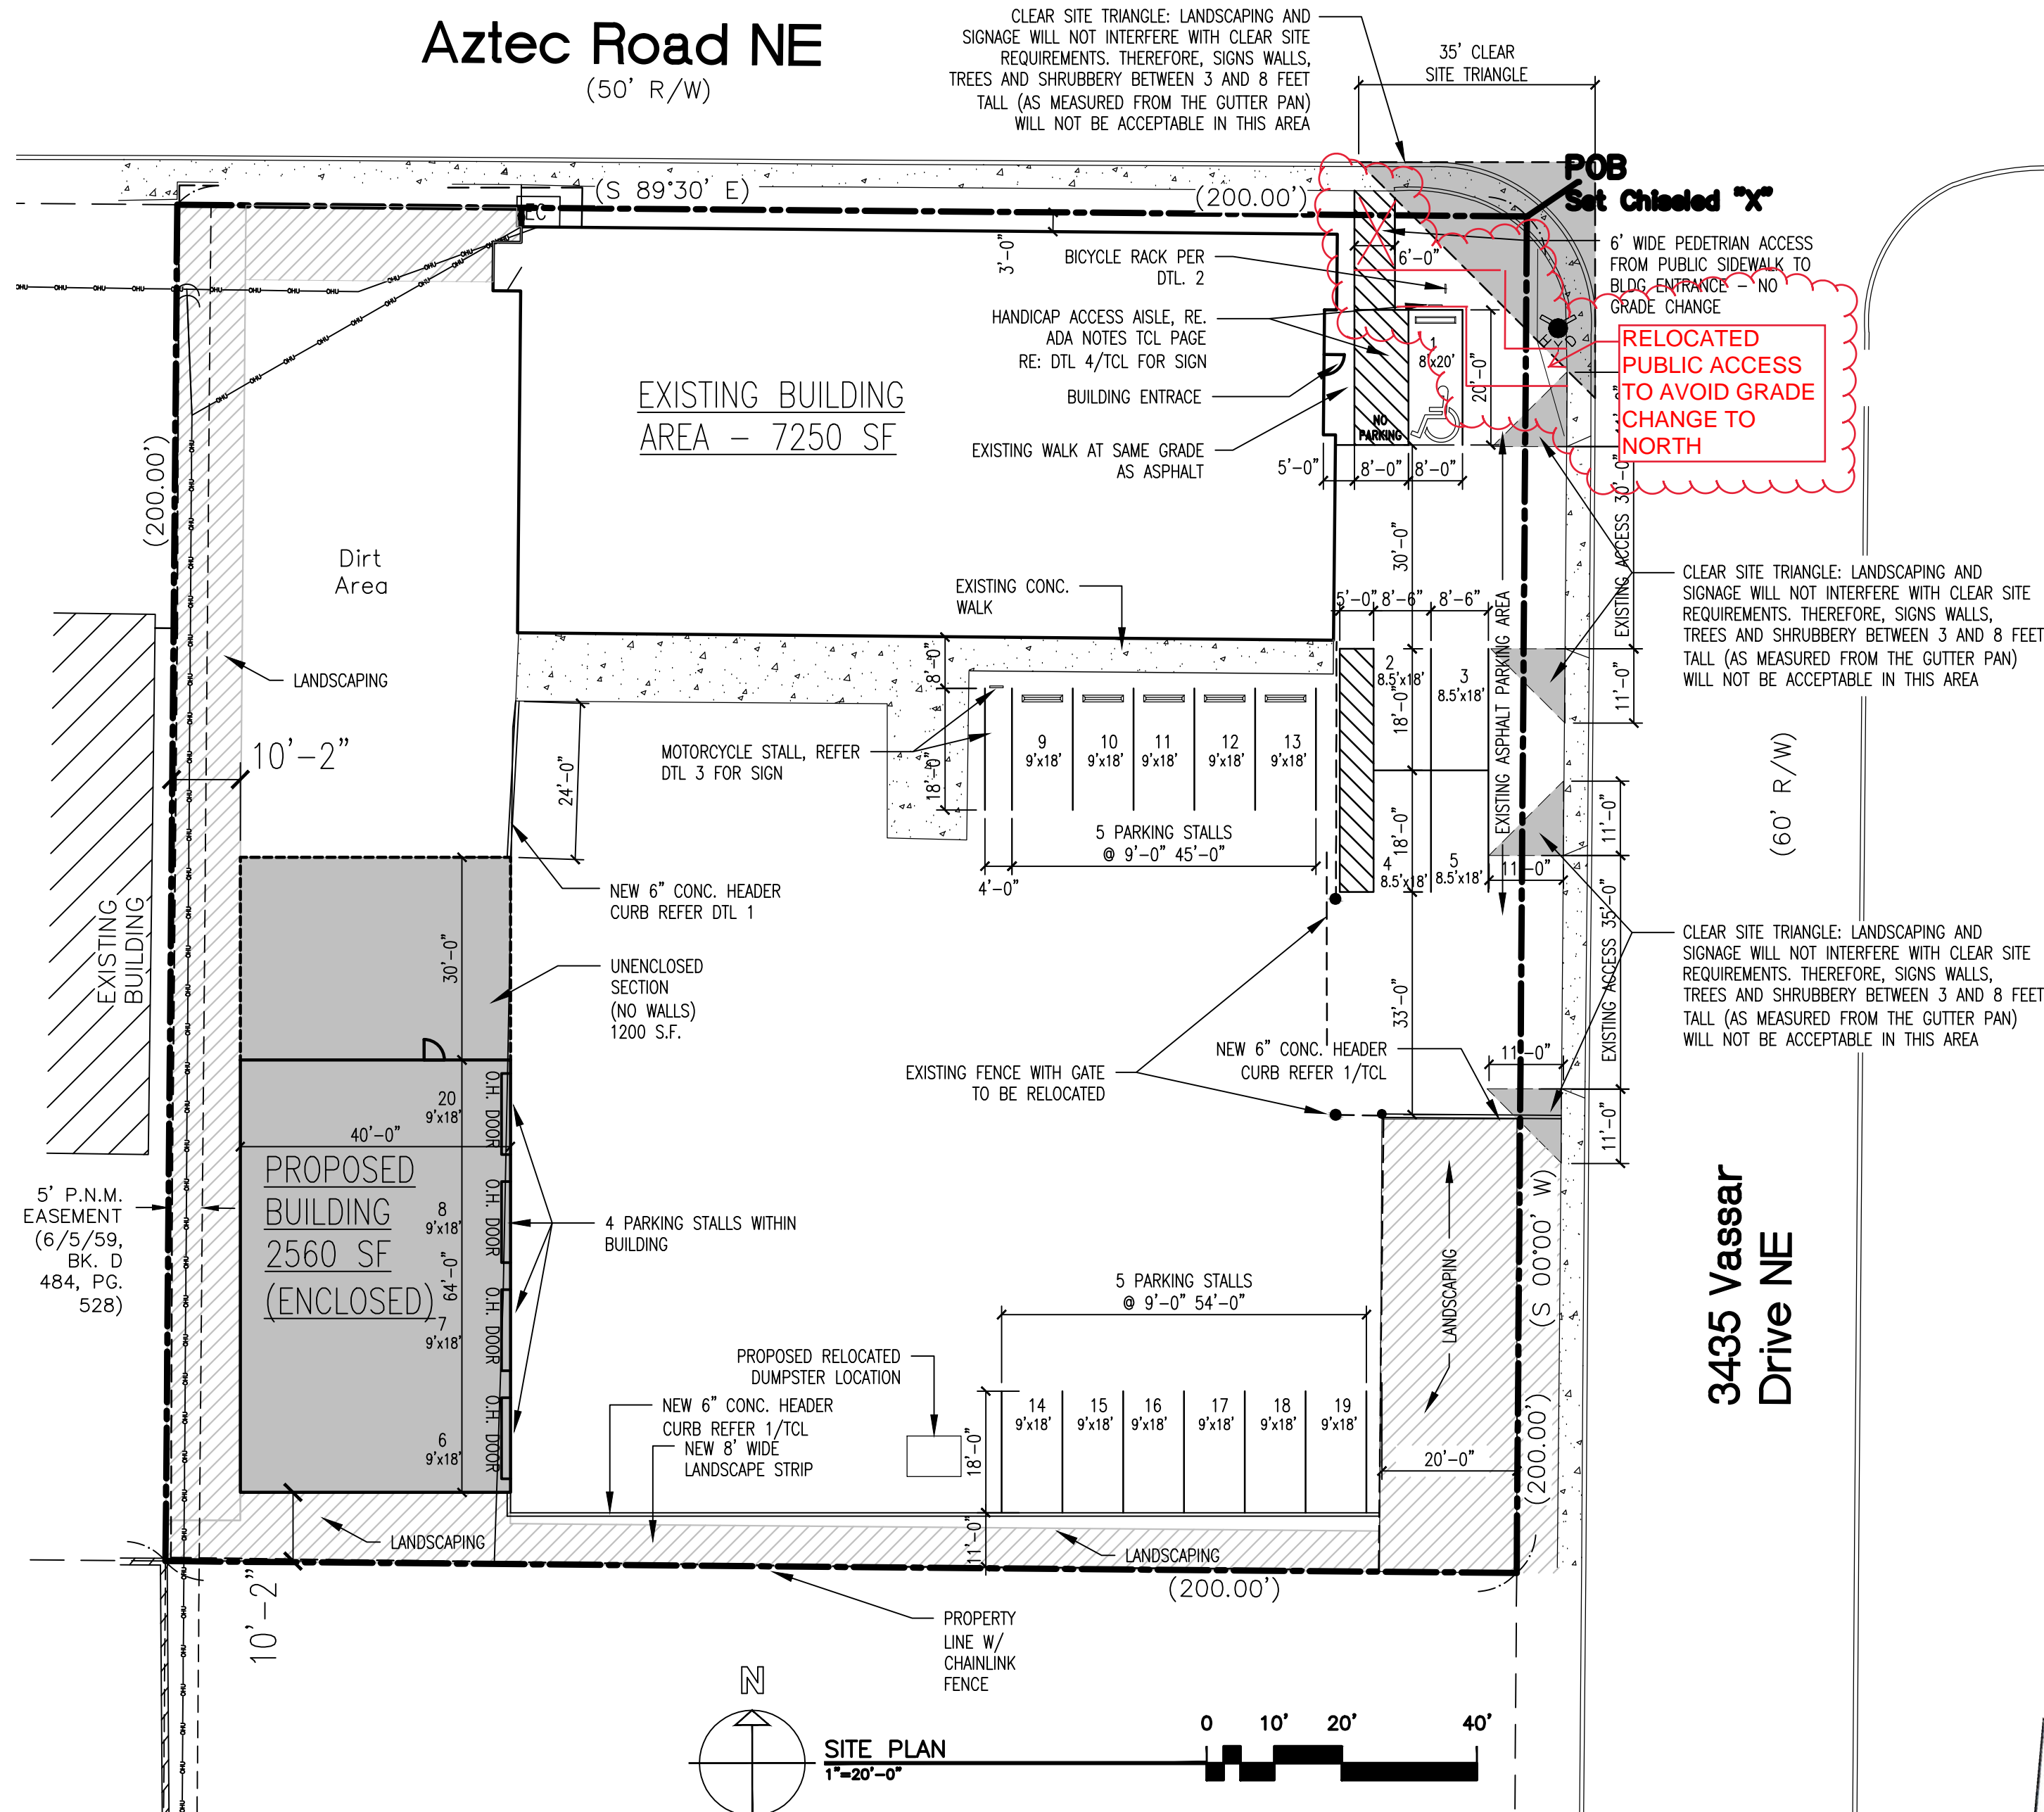 Aztec Road NE
(50' R/W)
CLEAR SITE TRIANGLE: LANDSCAPING AND
SIGNAGE WILL NOT INTERFERE WITH CLEAR SITE
REQUIREMENTS. THEREFORE, SIGNS WALLS,
TREES AND SHRUBBERY BETWEEN 3 AND 8 FEET
TALL (AS MEASURED FROM THE GUTTER PAN)
WILL NOT BE ACCEPTABLE IN THIS AREA
35' CLEAR
SITE TRIANGLE
POB
Set Chiseled "X"
(S 89°30' E)
(200.00')
EC
3'-0"
BICYCLE RACK PER
DTL. 2
6'-0"
6' WIDE PEDETRIAN ACCESS
FROM PUBLIC SIDEWALK TO
BLDG ENTRANCE - NO
GRADE CHANGE
HANDICAP ACCESS AISLE, RE.
ADA NOTES TCL PAGE
RE: DTL 4/TCL FOR SIGN
BUILDING ENTRACE
EXISTING WALK AT SAME GRADE
AS ASPHALT
1
8'x20'
20'-0"
NO
PARKING
5'-0"
8'-0"
8'-0"
RELOCATED
PUBLIC ACCESS
TO AVOID GRADE
CHANGE TO
NORTH
OHU OHU OHU OHU OHU OHU
EXISTING BUILDING
AREA - 7250 SF
(200.00')
Dirt
Area
LANDSCAPING
10'-2"
EXISTING CONC.
WALK
30'-0"
EXISTING ACCESS 30'-0"
EXISTING ASPHALT PARKING AREA
5'-0"
8'-6"
8'-6"
2
8.5'x18'
3
8.5'x18'
18'-0"
11'-0"
CLEAR SITE TRIANGLE: LANDSCAPING AND
SIGNAGE WILL NOT INTERFERE WITH CLEAR SITE
REQUIREMENTS. THEREFORE, SIGNS WALLS,
TREES AND SHRUBBERY BETWEEN 3 AND 8 FEET
TALL (AS MEASURED FROM THE GUTTER PAN)
WILL NOT BE ACCEPTABLE IN THIS AREA
8'-0"
18'-0"
24'-0"
MOTORCYCLE STALL, REFER
DTL 3 FOR SIGN
9
9'x18'
10
9'x18'
11
9'x18'
12
9'x18'
13
9'x18'
5 PARKING STALLS
@ 9'-0" 45'-0"
4'-0"
18'-0"
4
8.5'x18'
5
8.5'x18'
11'-0"
11'-0"
(60' R/W)
EXISTING
BUILDING
NEW 6" CONC. HEADER
CURB REFER DTL 1
UNENCLOSED
SECTION
(NO WALLS)
1200 S.F.
30'-0"
33'-0"
EXISTING ACCESS 35'-0"
CLEAR SITE TRIANGLE: LANDSCAPING AND
SIGNAGE WILL NOT INTERFERE WITH CLEAR SITE
REQUIREMENTS. THEREFORE, SIGNS WALLS,
TREES AND SHRUBBERY BETWEEN 3 AND 8 FEET
TALL (AS MEASURED FROM THE GUTTER PAN)
WILL NOT BE ACCEPTABLE IN THIS AREA
EXISTING FENCE WITH GATE
TO BE RELOCATED
NEW 6" CONC. HEADER
CURB REFER 1/TCL
11'-0"
11'-0"
20
9'x18'
O.H. DOOR
40'-0"
PROPOSED
BUILDING
2560 SF
(ENCLOSED)
64'-0"
8
9'x18'
O.H. DOOR
7
9'x18'
O.H. DOOR
6
9'x18'
O.H. DOOR
4 PARKING STALLS WITHIN
BUILDING
5' P.N.M.
EASEMENT
(6/5/59,
BK. D
484, PG.
528)
5 PARKING STALLS
@ 9'-0" 54'-0"
PROPOSED RELOCATED
DUMPSTER LOCATION
NEW 6" CONC. HEADER
CURB REFER 1/TCL
NEW 8' WIDE
LANDSCAPE STRIP
18'-0"
14
9'x18'
15
9'x18'
16
9'x18'
17
9'x18'
18
9'x18'
19
9'x18'
LANDSCAPING
20'-0"
(S 00°00' W)
(200.00')
3435 Vassar
Drive NE
LANDSCAPING
11'-0"
LANDSCAPING
10'-2"
(200.00')
PROPERTY
LINE W/
CHAINLINK
FENCE
N
SITE PLAN
1"=20'-0"
0 10' 20' 40'